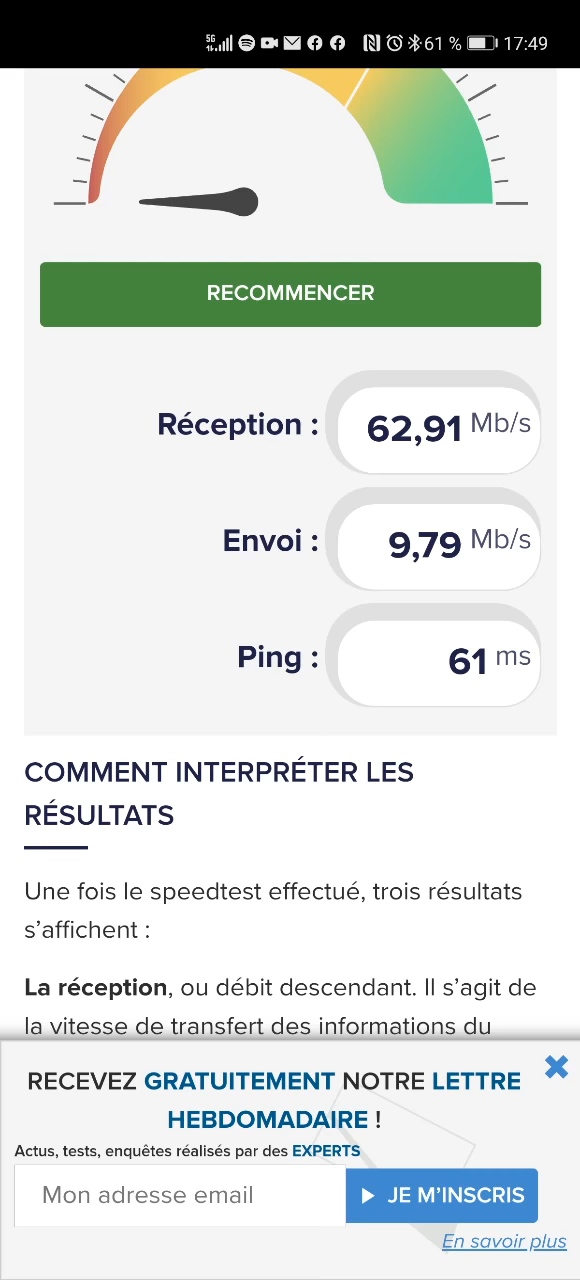 5G 61 % 17:49
RECOMMENCER
Réception : 62,91 Mb/s
Envoi : 9,79 Mb/s
Ping : 61 ms
COMMENT INTERPRÉTER LES
RÉSULTATS
Une fois le speedtest effectué, trois résultats
s’affichent :
La réception, ou débit descendant. Il s’agit de
la vitesse de transfert des informations du
RECEVEZ GRATUITEMENT NOTRE LETTRE
HEBDOMADAIRE !
Actus, tests, enquêtes réalisés par des EXPERTS
Mon adresse email
JE M’INSCRIS
En savoir plus